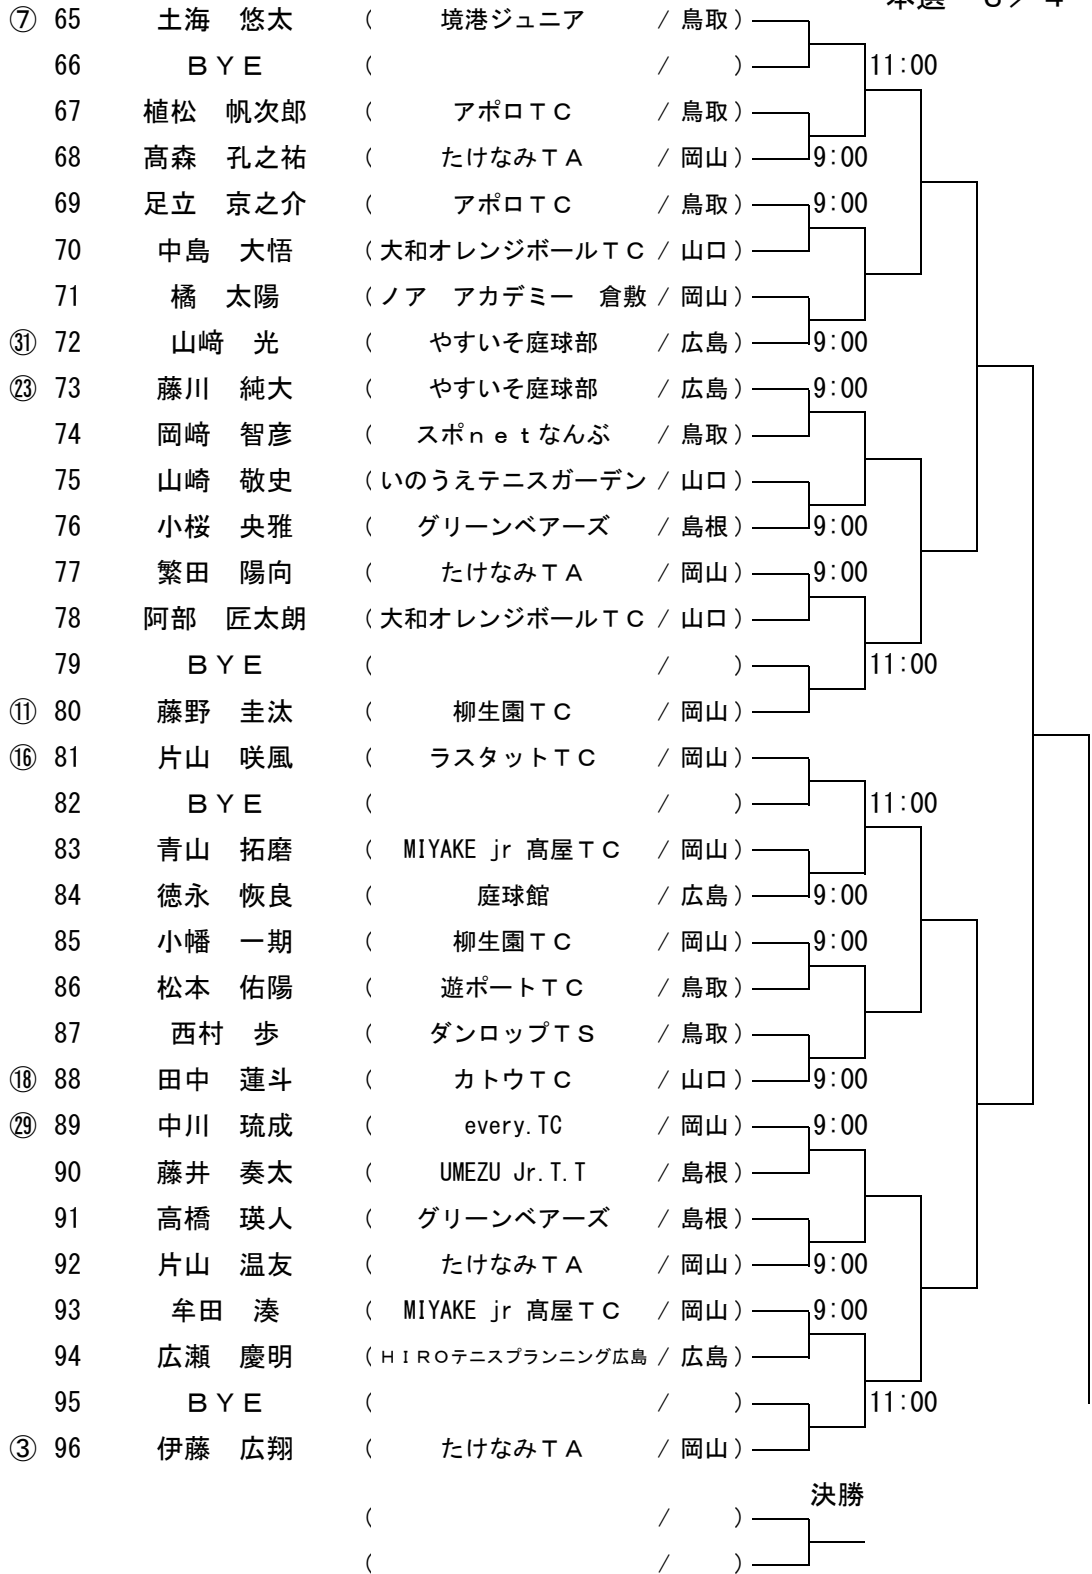 本選 8/4
⑦ 65 土海 悠太 ( 境港ジュニア / 鳥取 )
66 BYE ( / ) 11:00
67 植松 帆次郎 ( アポロTC / 鳥取 )
68 髙森 孔之祐 ( たけなみTA / 岡山 ) 9:00
69 足立 京之介 ( アポロTC / 鳥取 ) 9:00
70 中島 大悟 ( 大和オレンジボールTC / 山口 )
71 橘 太陽 ( ノア アカデミー 倉敷 / 岡山 )
㉛ 72 山﨑 光 ( やすいそ庭球部 / 広島 ) 9:00
㉓ 73 藤川 純大 ( やすいそ庭球部 / 広島 ) 9:00
74 岡﨑 智彦 ( スポnetなんぶ / 鳥取 )
75 山崎 敬史 ( いのうえテニスガーデン / 山口 )
76 小桜 央雅 ( グリーンベアーズ / 島根 ) 9:00
77 繁田 陽向 ( たけなみTA / 岡山 ) 9:00
78 阿部 匠太朗 ( 大和オレンジボールTC / 山口 )
79 BYE ( / ) 11:00
⑪ 80 藤野 圭汰 ( 柳生園TC / 岡山 )
⑯ 81 片山 咲風 ( ラスタットTC / 岡山 )
82 BYE ( / ) 11:00
83 青山 拓磨 ( MIYAKE jr 髙屋TC / 岡山 )
84 徳永 恢良 ( 庭球館 / 広島 ) 9:00
85 小幡 一期 ( 柳生園TC / 岡山 ) 9:00
86 松本 佑陽 ( 遊ポートTC / 鳥取 )
87 西村 歩 ( ダンロップTS / 鳥取 )
⑱ 88 田中 蓮斗 ( カトウTC / 山口 ) 9:00
㉙ 89 中川 琉成 ( every.TC / 岡山 ) 9:00
90 藤井 奏太 ( UMEZU Jr.T.T / 島根 )
91 高橋 瑛人 ( グリーンベアーズ / 島根 )
92 片山 温友 ( たけなみTA / 岡山 ) 9:00
93 牟田 湊 ( MIYAKE jr 髙屋TC / 岡山 ) 9:00
94 広瀬 慶明 ( HIROテニスプランニング広島 / 広島 )
95 BYE ( / ) 11:00
③ 96 伊藤 広翔 ( たけなみTA / 岡山 )
決勝
( / )
( / )